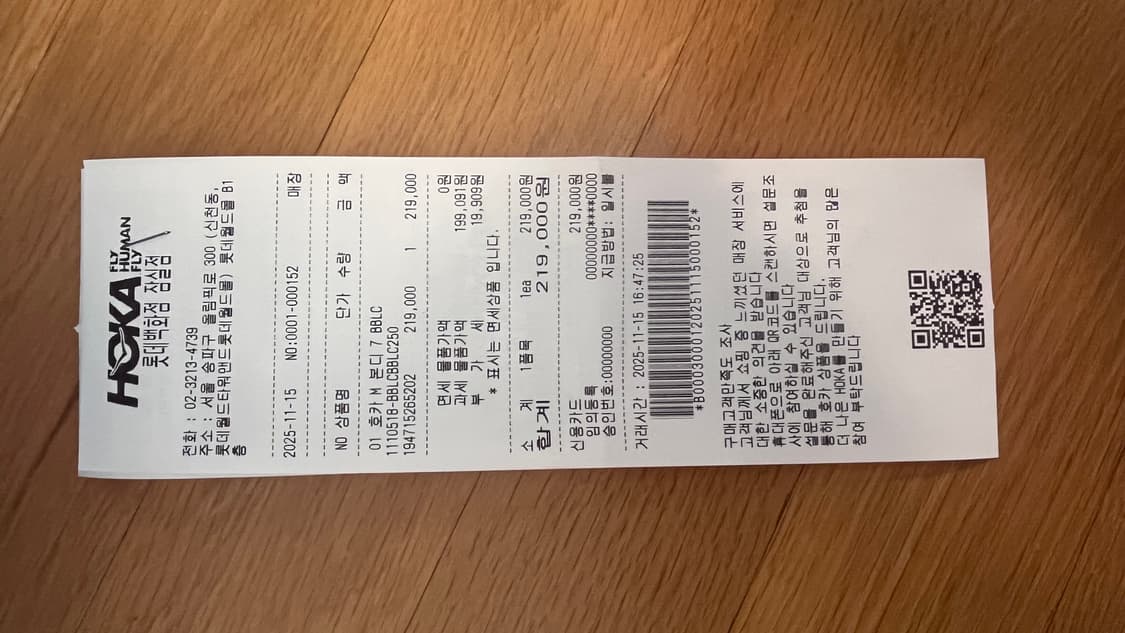 HOKA FLY HUMAN FLY
롯데백화점 잠실점
전화 : 02-3213-4739
주소 : 서울 송파구 올림픽로 300 (신천동,
롯데월드타워앤드롯데월드몰) 롯데월드몰 B1
층
2025-11-15 NO:0001-000152 매장
NO 상품명 단가 수량 금 액
01 호카 M 본디 7 BBLC
1110518-BBLCBBLC250
194715265202 219,000 1 219,000
면세 물품가액 0원
과세 물품가액 199,091원
부 가 세 19,909원
* 표시는 면세상품 입니다.
소 계 1품목 1ea 219,000원
합계 219,000원
신용카드 219,000원
임의등록 00000000****0000
승인번호:00000000 지급방법: 일시불
거래시간 : 2025-11-15 16:47:25
*B0003000120251115000152*
구매고객만족도 조사
고객님께서 쇼핑 중 느끼셨던 매장 서비스에
대한 소중한 의견을 받습니다
휴대폰으로 아래 QR코드를 스캔하시면 설문조
사에 참여하실 수 있습니다
설문을 완료해주신 고객님 대상으로 추첨을
통해 호카 상품을 드립니다.
더 나은 HOKA를 만들기 위해 고객님의 많은
참여 부탁드립니다